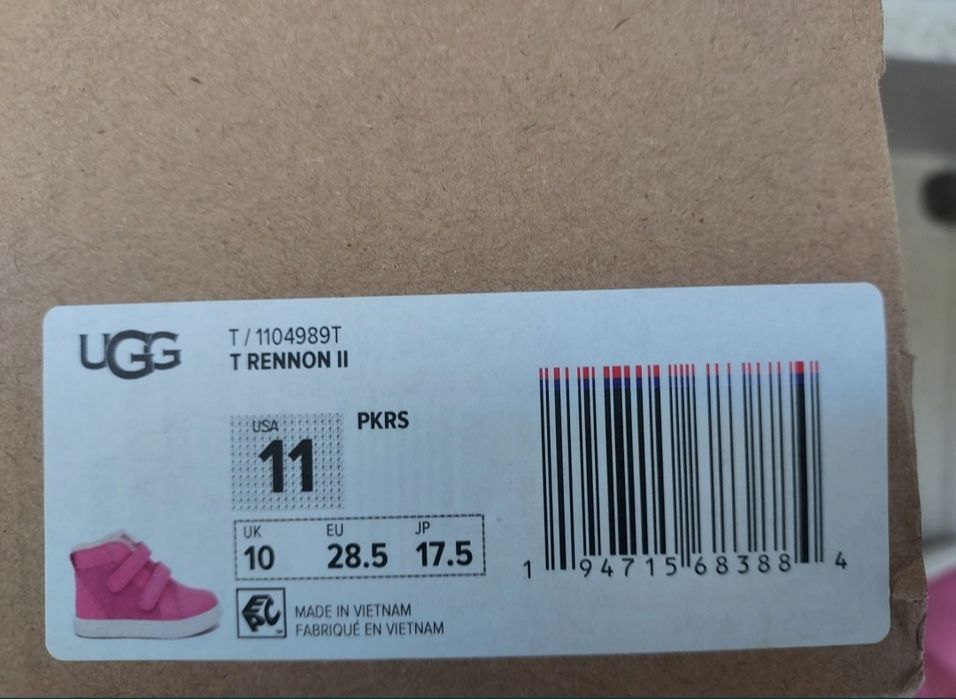 UGG
T / 1104989T
T RENNON II
USA
11
PKRS
UK EU JP
10 28.5 17.5
EPC
MADE IN VIETNAM
FABRIQUÉ EN VIETNAM
1 94715 68388 4